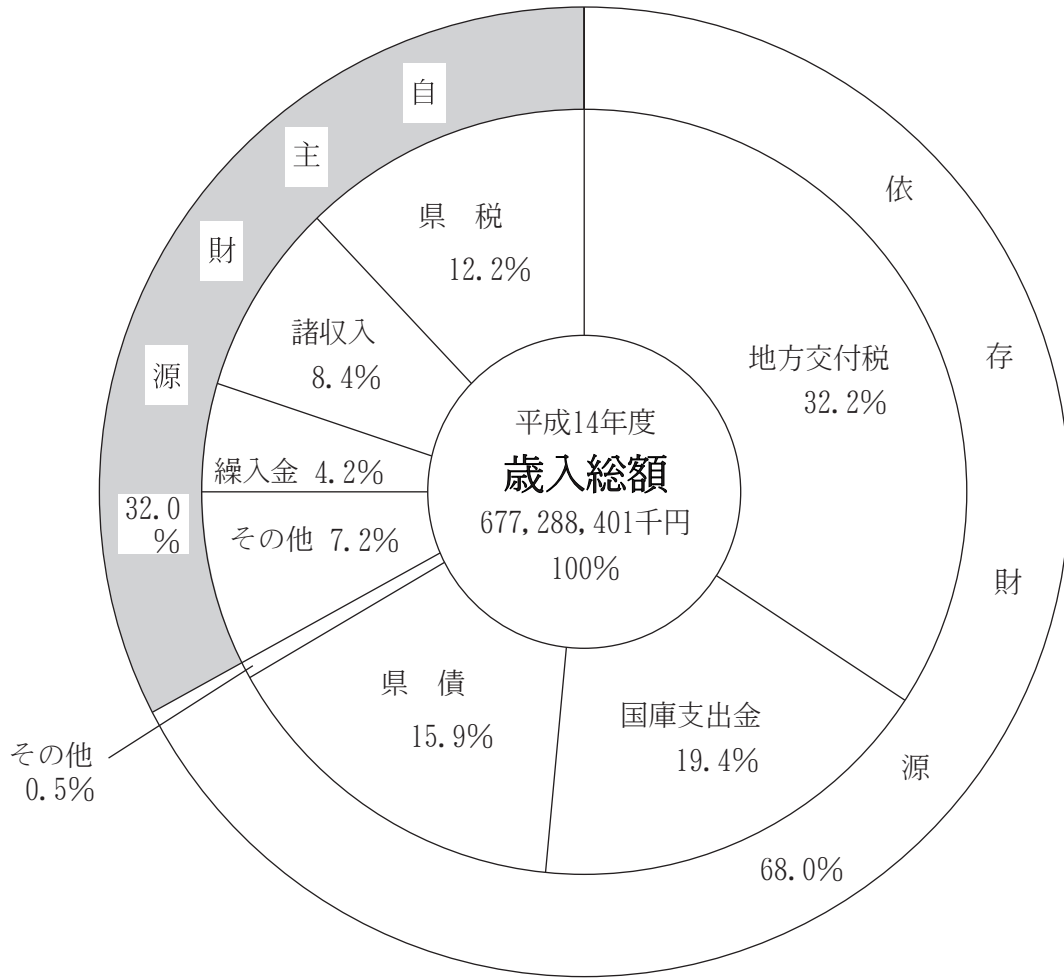 平成14年度
歳入総額
677,288,401千円
100%
自主財源
32.0
%
県 税
12.2%
諸収入
8.4%
繰入金 4.2%
その他 7.2%
依存財源
68.0%
地方交付税
32.2%
国庫支出金
19.4%
県 債
15.9%
その他
0.5%